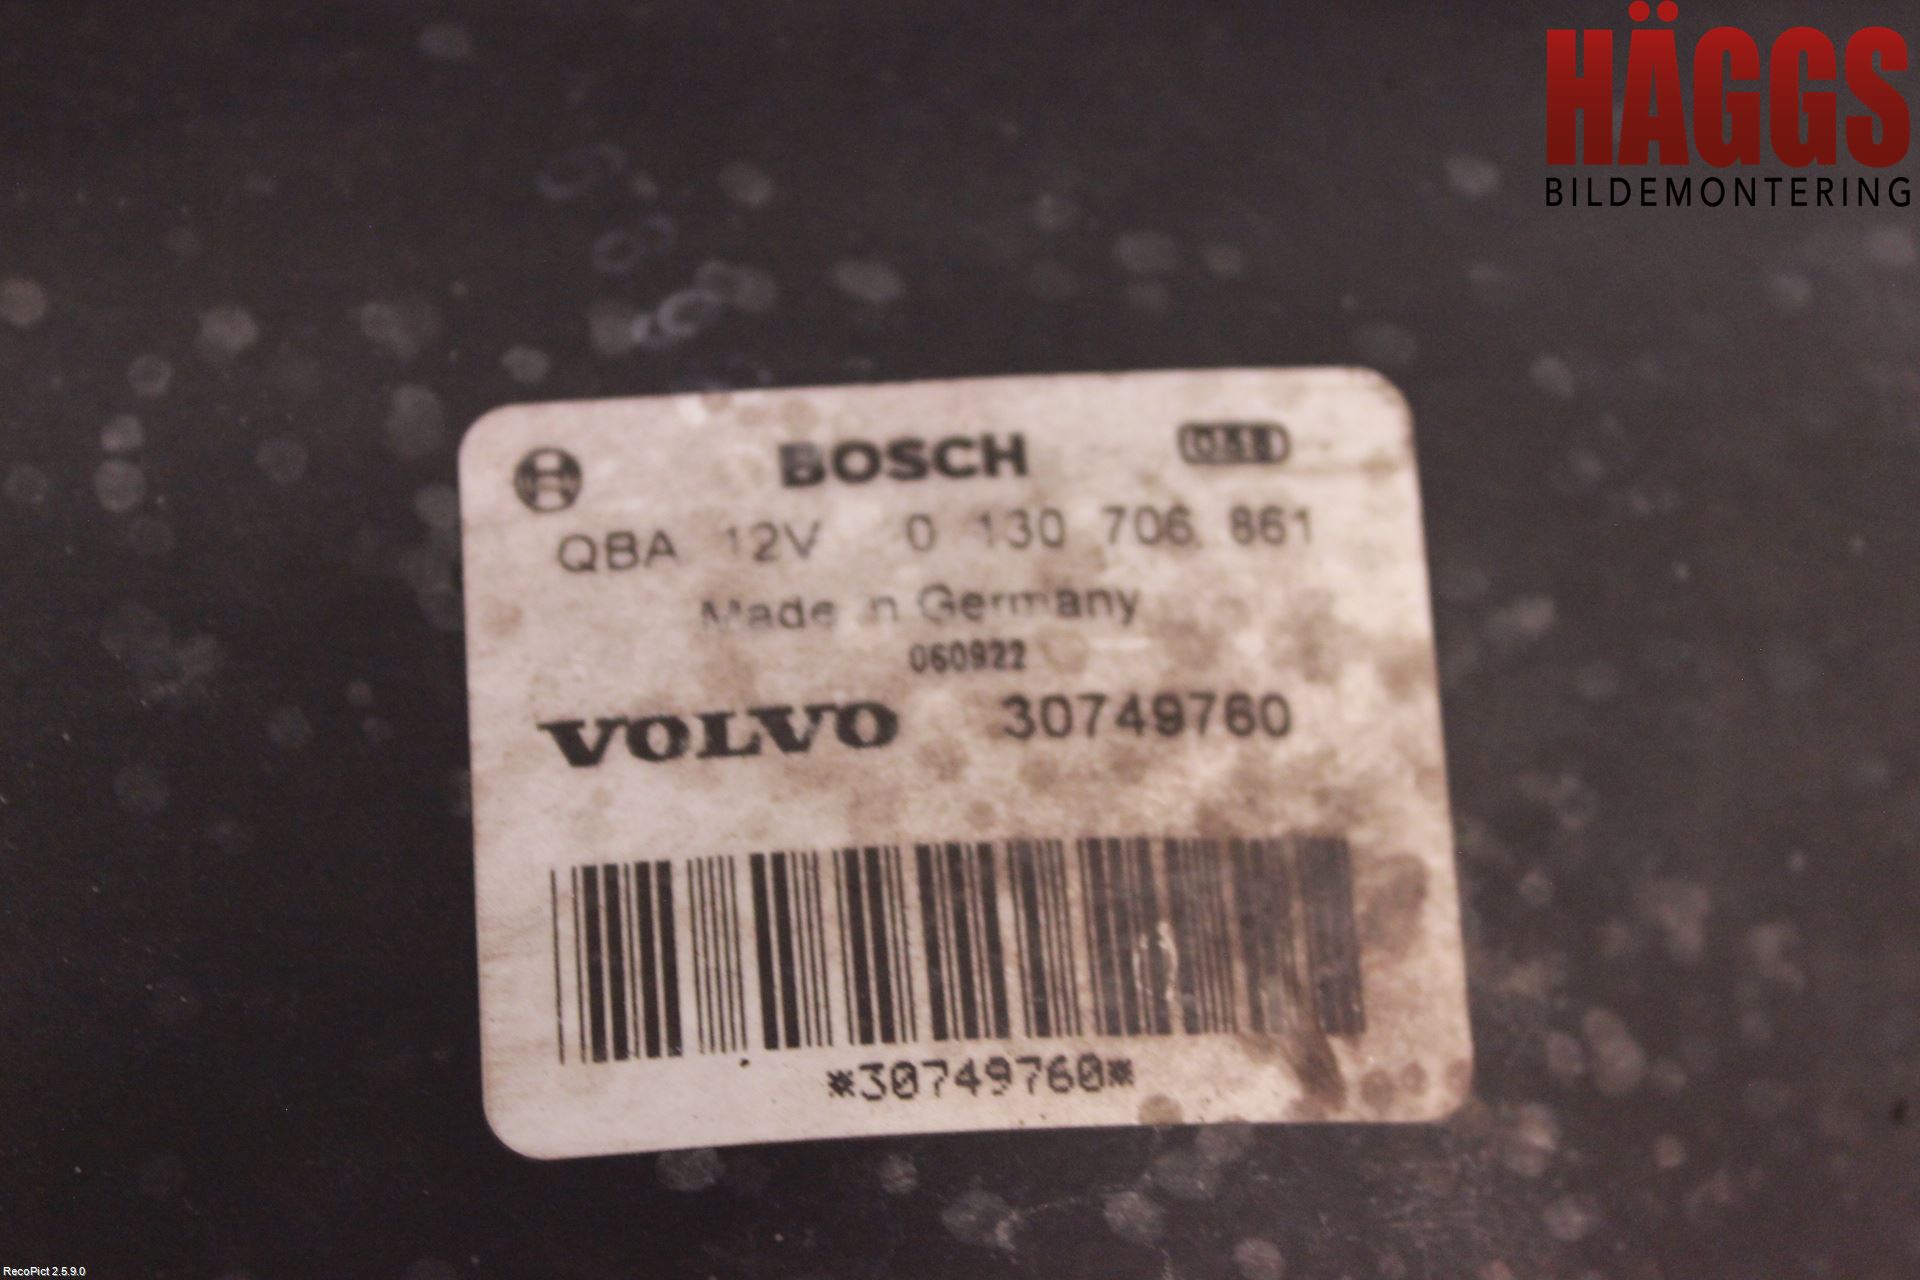 HÄGGS
BILDEMONTERING
BOSCH
QBA 12V 0 130 706 861
Made in Germany
060922
VOLVO 30749760
*30749760*
RecoPict 2.5.9.0